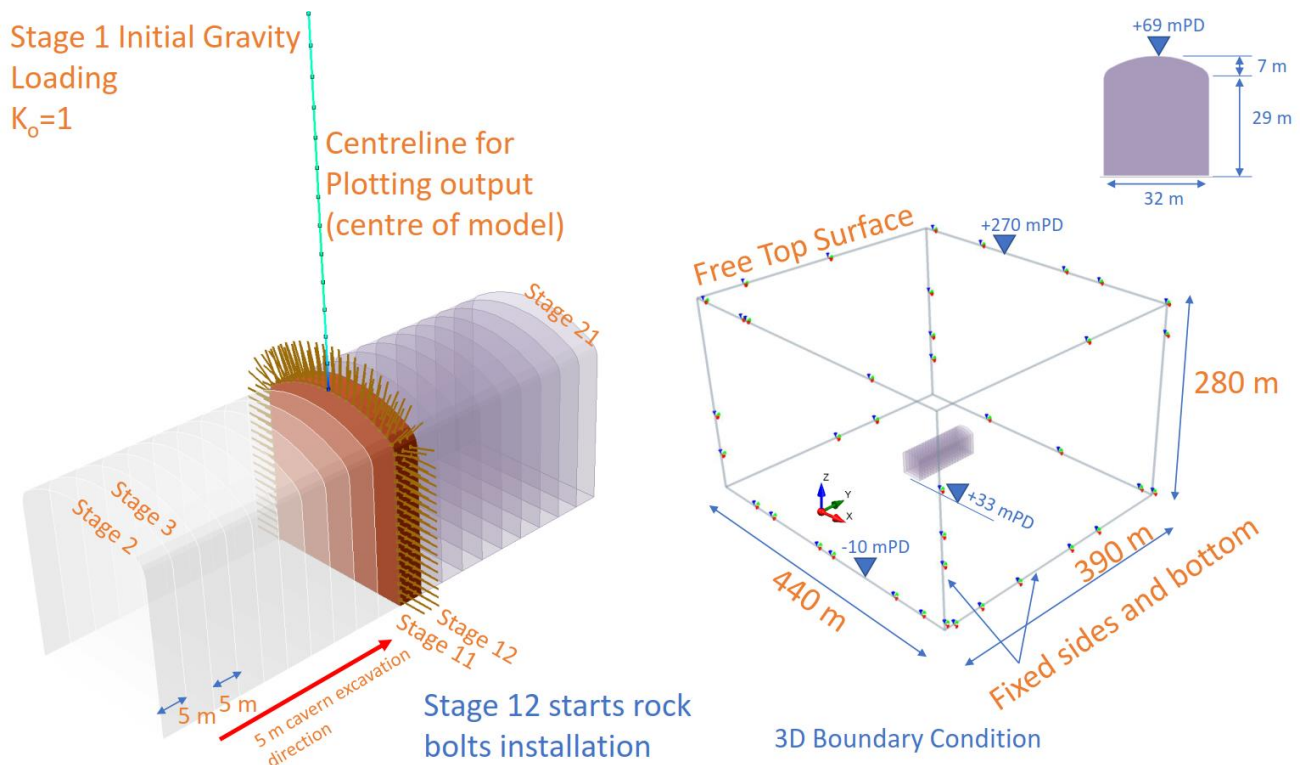 Stage 1 Initial Gravity
Loading
Ko=1
Centreline for
Plotting output
(centre of model)
Stage 21
Stage 3
Stage 2
Stage 12
Stage 11
5 m
5 m
5 m cavern excavation
direction
Stage 12 starts rock
bolts installation
+69 mPD
7 m
29 m
32 m
Free Top Surface
+270 mPD
280 m
Z
Y
X
+33 mPD
-10 mPD
440 m
390 m
Fixed sides and bottom
3D Boundary Condition